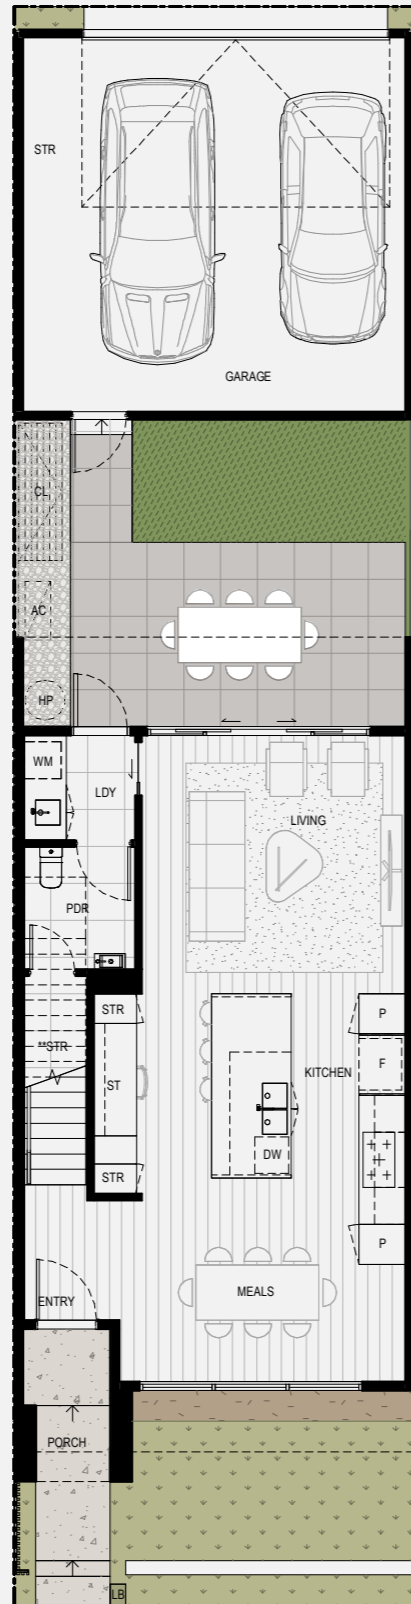 STR
GARAGE
CL
AC
HP
WM
LDY
LIVING
PDR
STR
P
**STR
ST
KITCHEN
F
DW
STR
P
MEALS
ENTRY
PORCH
LB